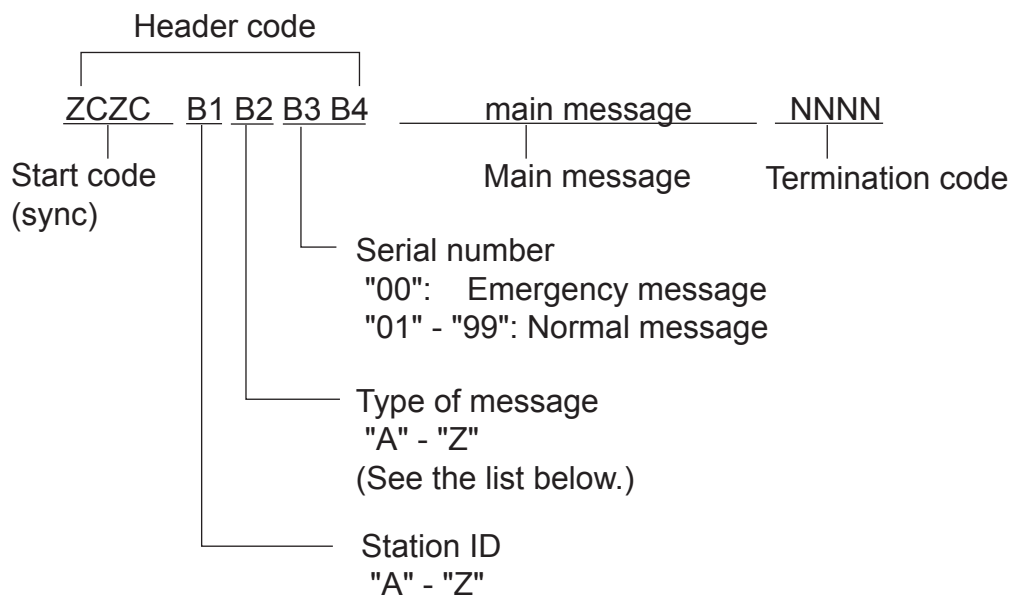 Header code
ZCZC B1 B2 B3 B4 main message NNNN
Start code Main message Termination code
(sync)
Serial number
"00": Emergency message
"01" - "99": Normal message
Type of message
"A" - "Z"
(See the list below.)
Station ID
"A" - "Z"